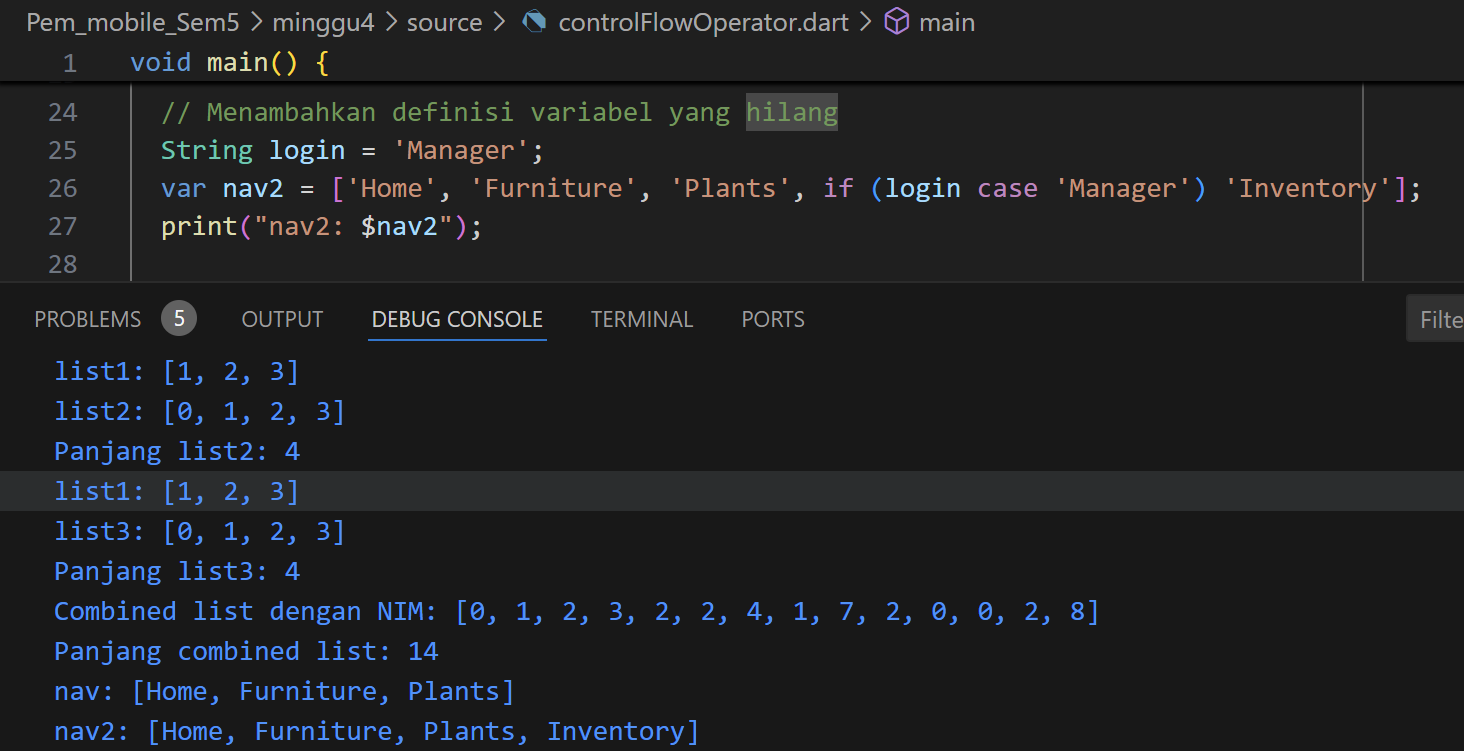 Pem_mobile_Sem5 > minggu4 > source > controlFlowOperator.dart > main
1 void main() {
24 // Menambahkan definisi variabel yang hilang
25 String login = 'Manager';
26 var nav2 = ['Home', 'Furniture', 'Plants', if (login case 'Manager') 'Inventory'];
27 print("nav2: $nav2");
28
PROBLEMS 5 OUTPUT DEBUG CONSOLE TERMINAL PORTS Filte
list1: [1, 2, 3]
list2: [0, 1, 2, 3]
Panjang list2: 4
list1: [1, 2, 3]
list3: [0, 1, 2, 3]
Panjang list3: 4
Combined list dengan NIM: [0, 1, 2, 3, 2, 2, 4, 1, 7, 2, 0, 0, 2, 8]
Panjang combined list: 14
nav: [Home, Furniture, Plants]
nav2: [Home, Furniture, Plants, Inventory]